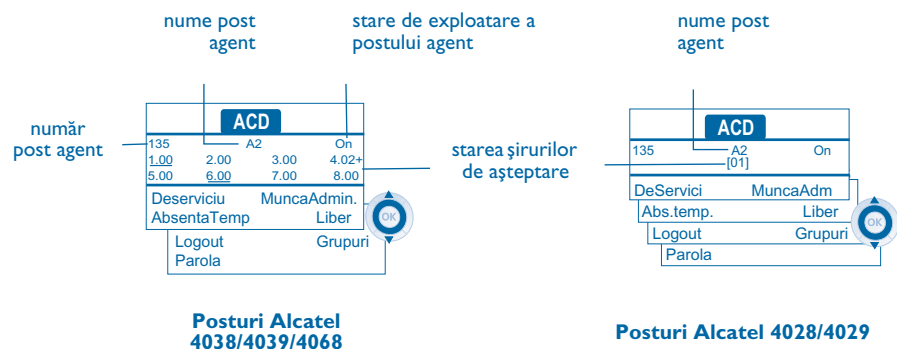 nume post
agent
stare de exploatare a
postului agent
nume post
agent
număr
post agent
ACD
135 A2 On
1.00 2.00 3.00 4.02+
5.00 6.00 7.00 8.00
Deserviciu MuncaAdmin.
AbsentaTemp Liber
OK
Logout Grupuri
Parola
starea şirurilor
de aşteptare
ACD
135 A2 On
[01]
DeServici MuncaAdm
Abs.temp. Liber
OK
Logout Grupuri
Parola
Posturi Alcatel
4038/4039/4068
Posturi Alcatel 4028/4029